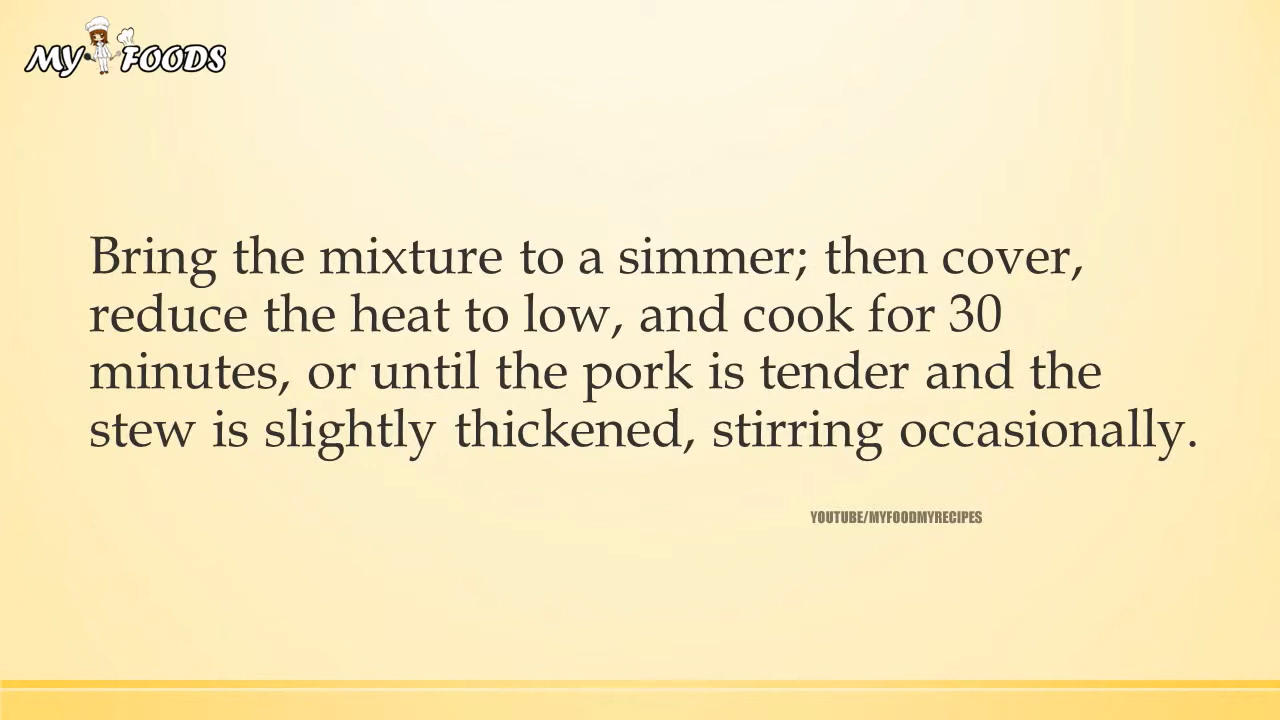 MY FOODS
Bring the mixture to a simmer; then cover,
reduce the heat to low, and cook for 30
minutes, or until the pork is tender and the
stew is slightly thickened, stirring occasionally.
YOUTUBE/MYFOODMYRECIPES